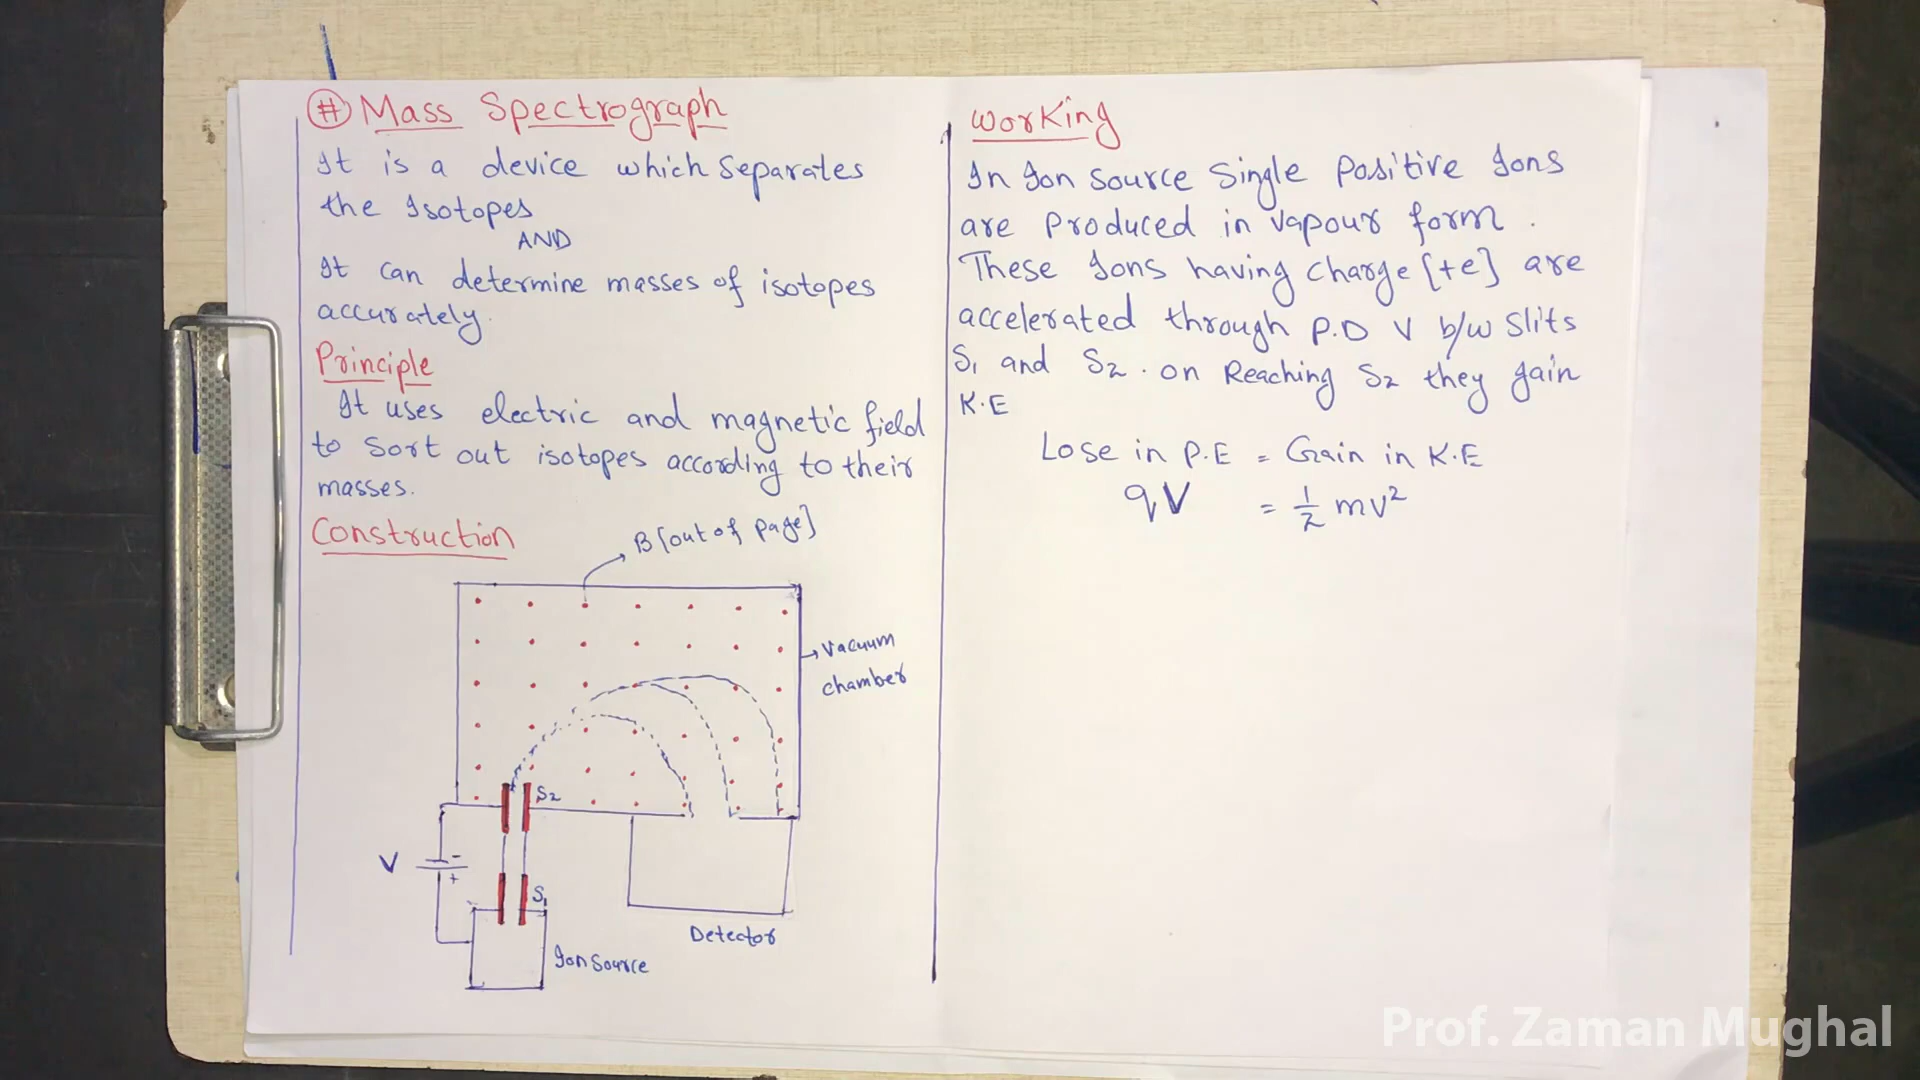 # Mass Spectrograph
It is a device which separates
the Isotopes
AND
It can determine masses of isotopes
accurately.
Principle
It uses electric and magnetic field
to sort out isotopes according to their
masses.
Construction
B [out of page]
Vacuum
chamber
S2
V
-
+
S1
Detector
Ion Source
Working
In Ion source Single Positive Ions
are produced in vapour form.
These Ions having charge [+e] are
accelerated through P.D V b/w Slits
S1 and S2. on Reaching S2 they gain
K.E
Lose in P.E = Gain in K.E
qV = 1/2 mv²
Prof. Zaman Mughal